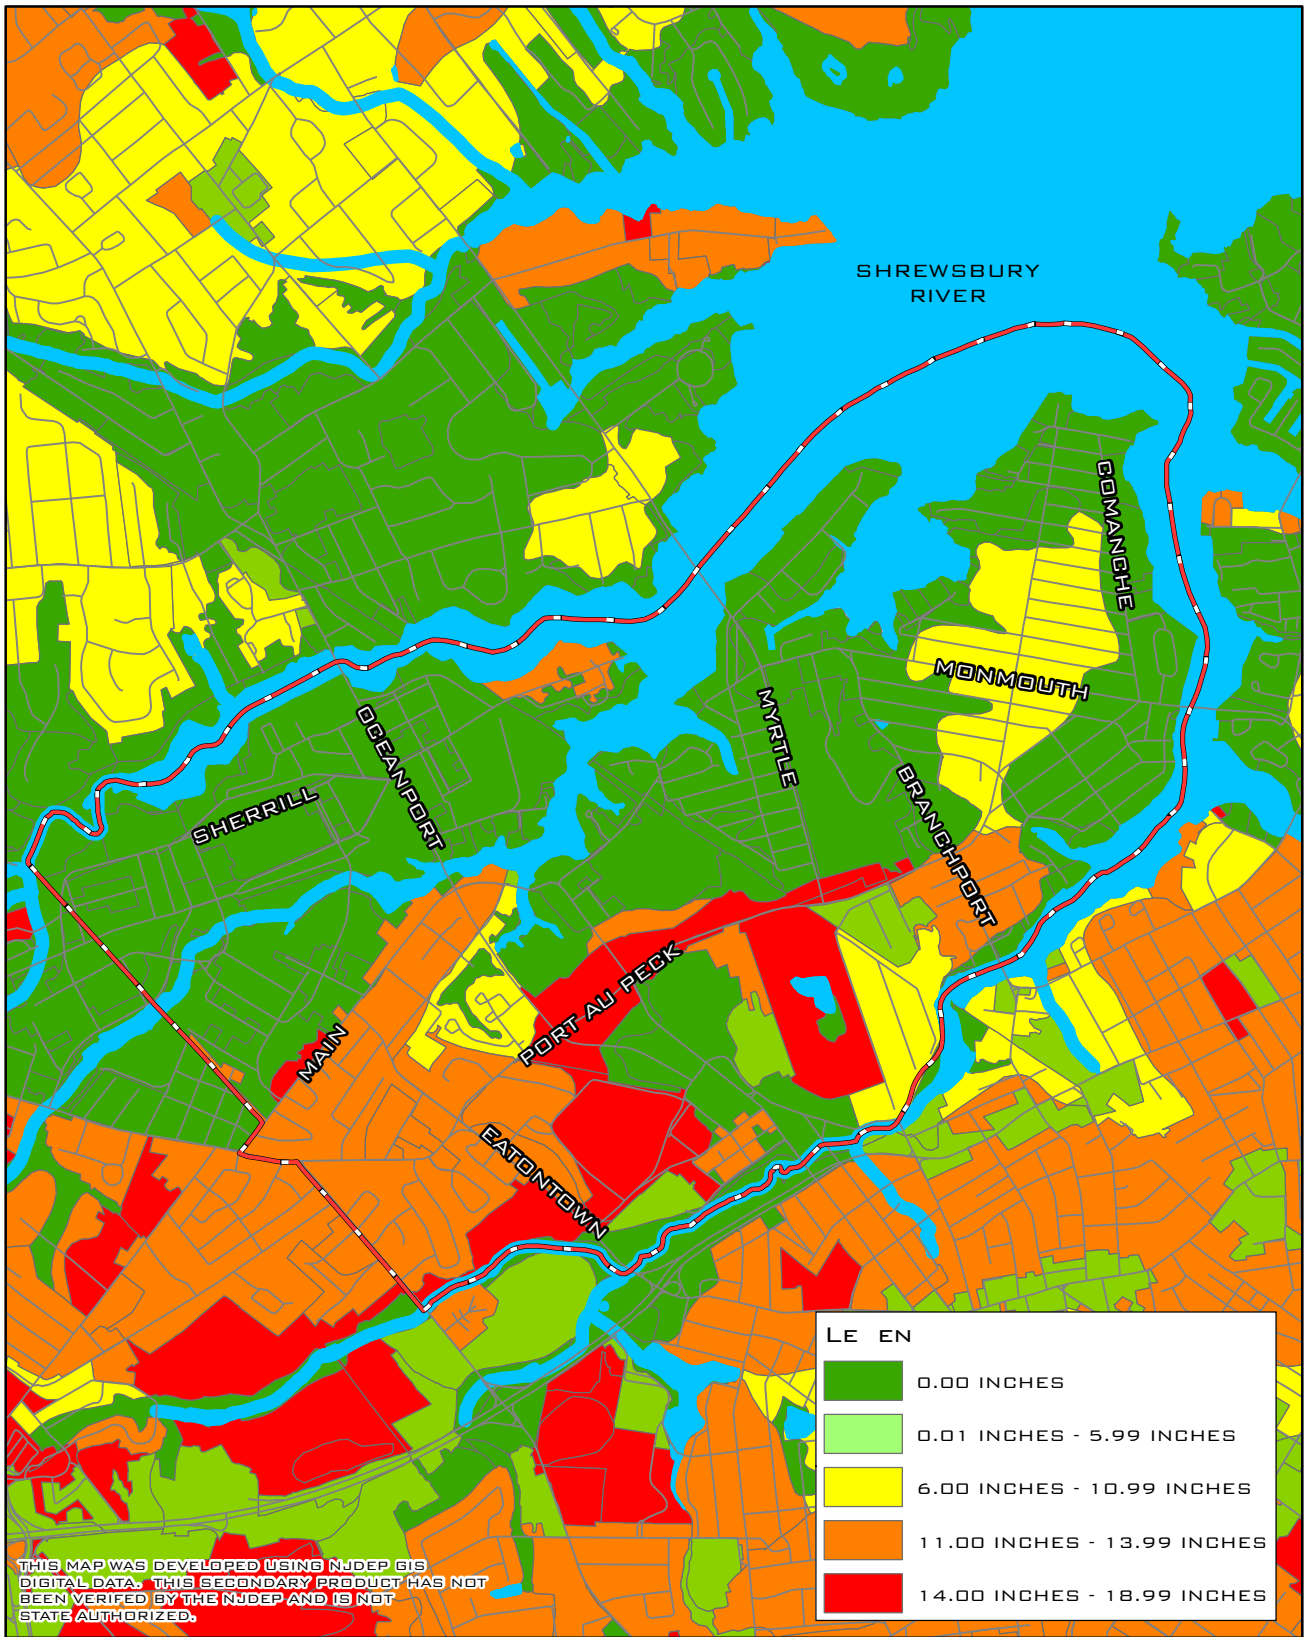 SHREWSBURY
RIVER
COMANCHE
MONMOUTH
MYRTLE
OCEANPORT
BRANCHPORT
SHERRILL
PORT AU PECK
MAIN
EATONTOWN
LE EN
0.00 INCHES
0.01 INCHES - 5.99 INCHES
6.00 INCHES - 10.99 INCHES
11.00 INCHES - 13.99 INCHES
14.00 INCHES - 18.99 INCHES
THIS MAP WAS DEVELOPED USING NJDEP GIS
DIGITAL DATA. THIS SECONDARY PRODUCT HAS NOT
BEEN VERIFED BY THE NJDEP AND IS NOT
STATE AUTHORIZED.